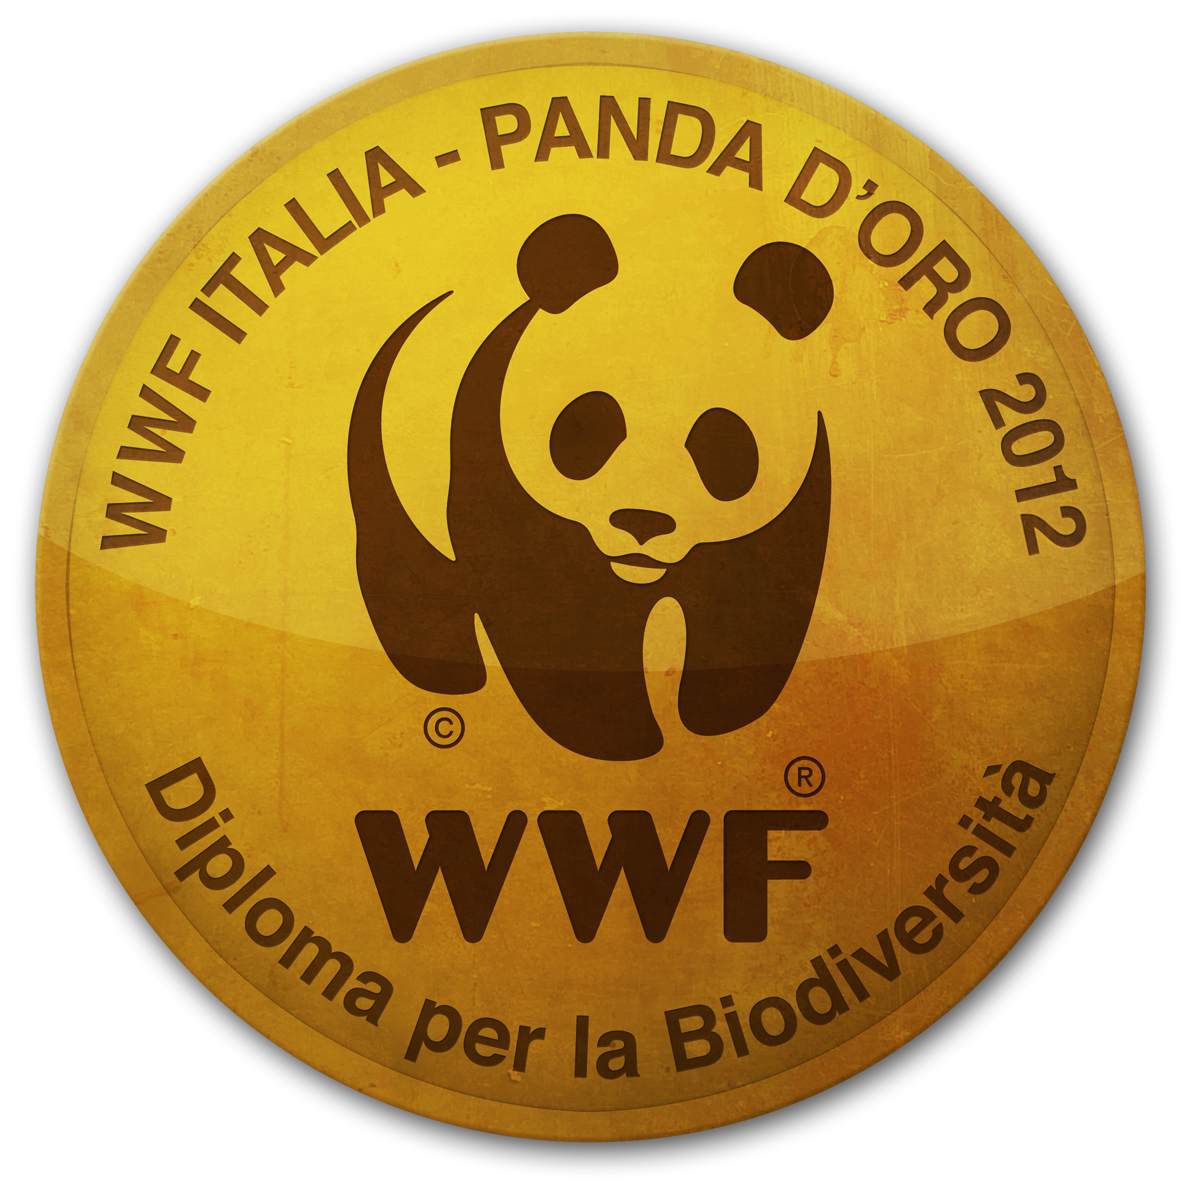 WWF ITALIA - PANDA D'ORO 2012
©
®
WWF
Diploma per la Biodiversità